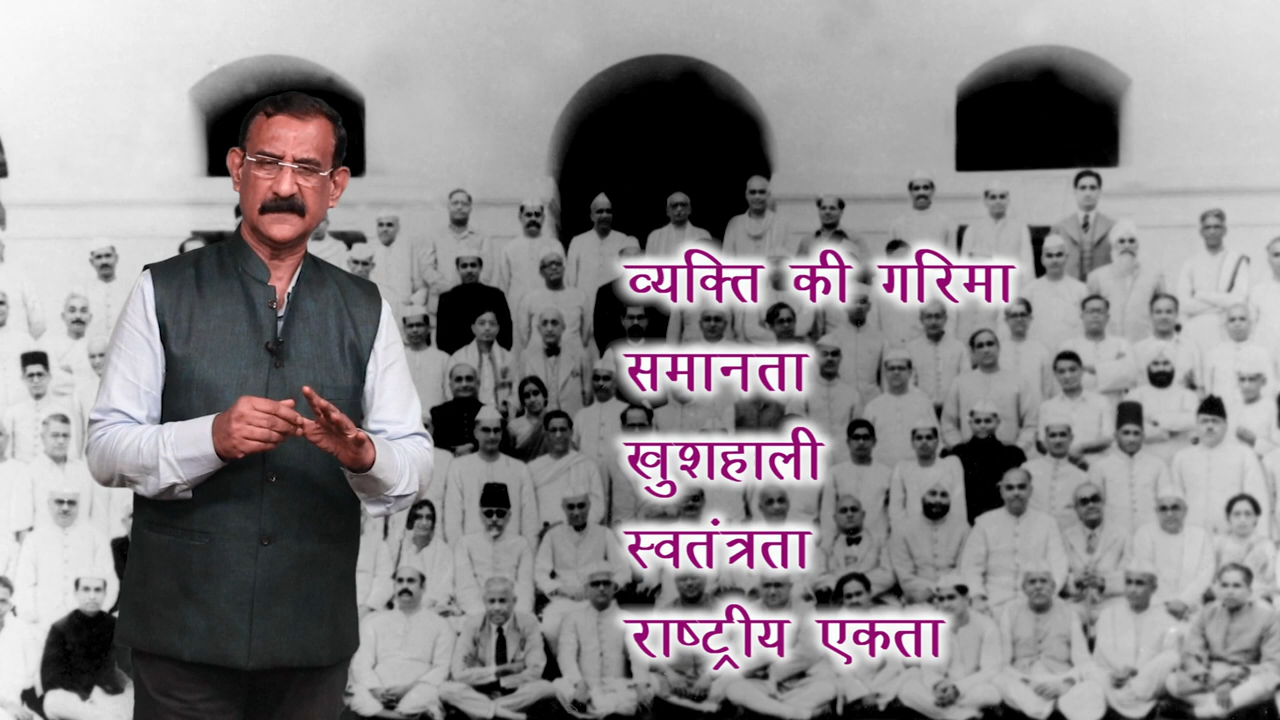 व्यक्ति की गरिमा
समानता
खुशहाली
स्वतंत्रता
राष्ट्रीय एकता